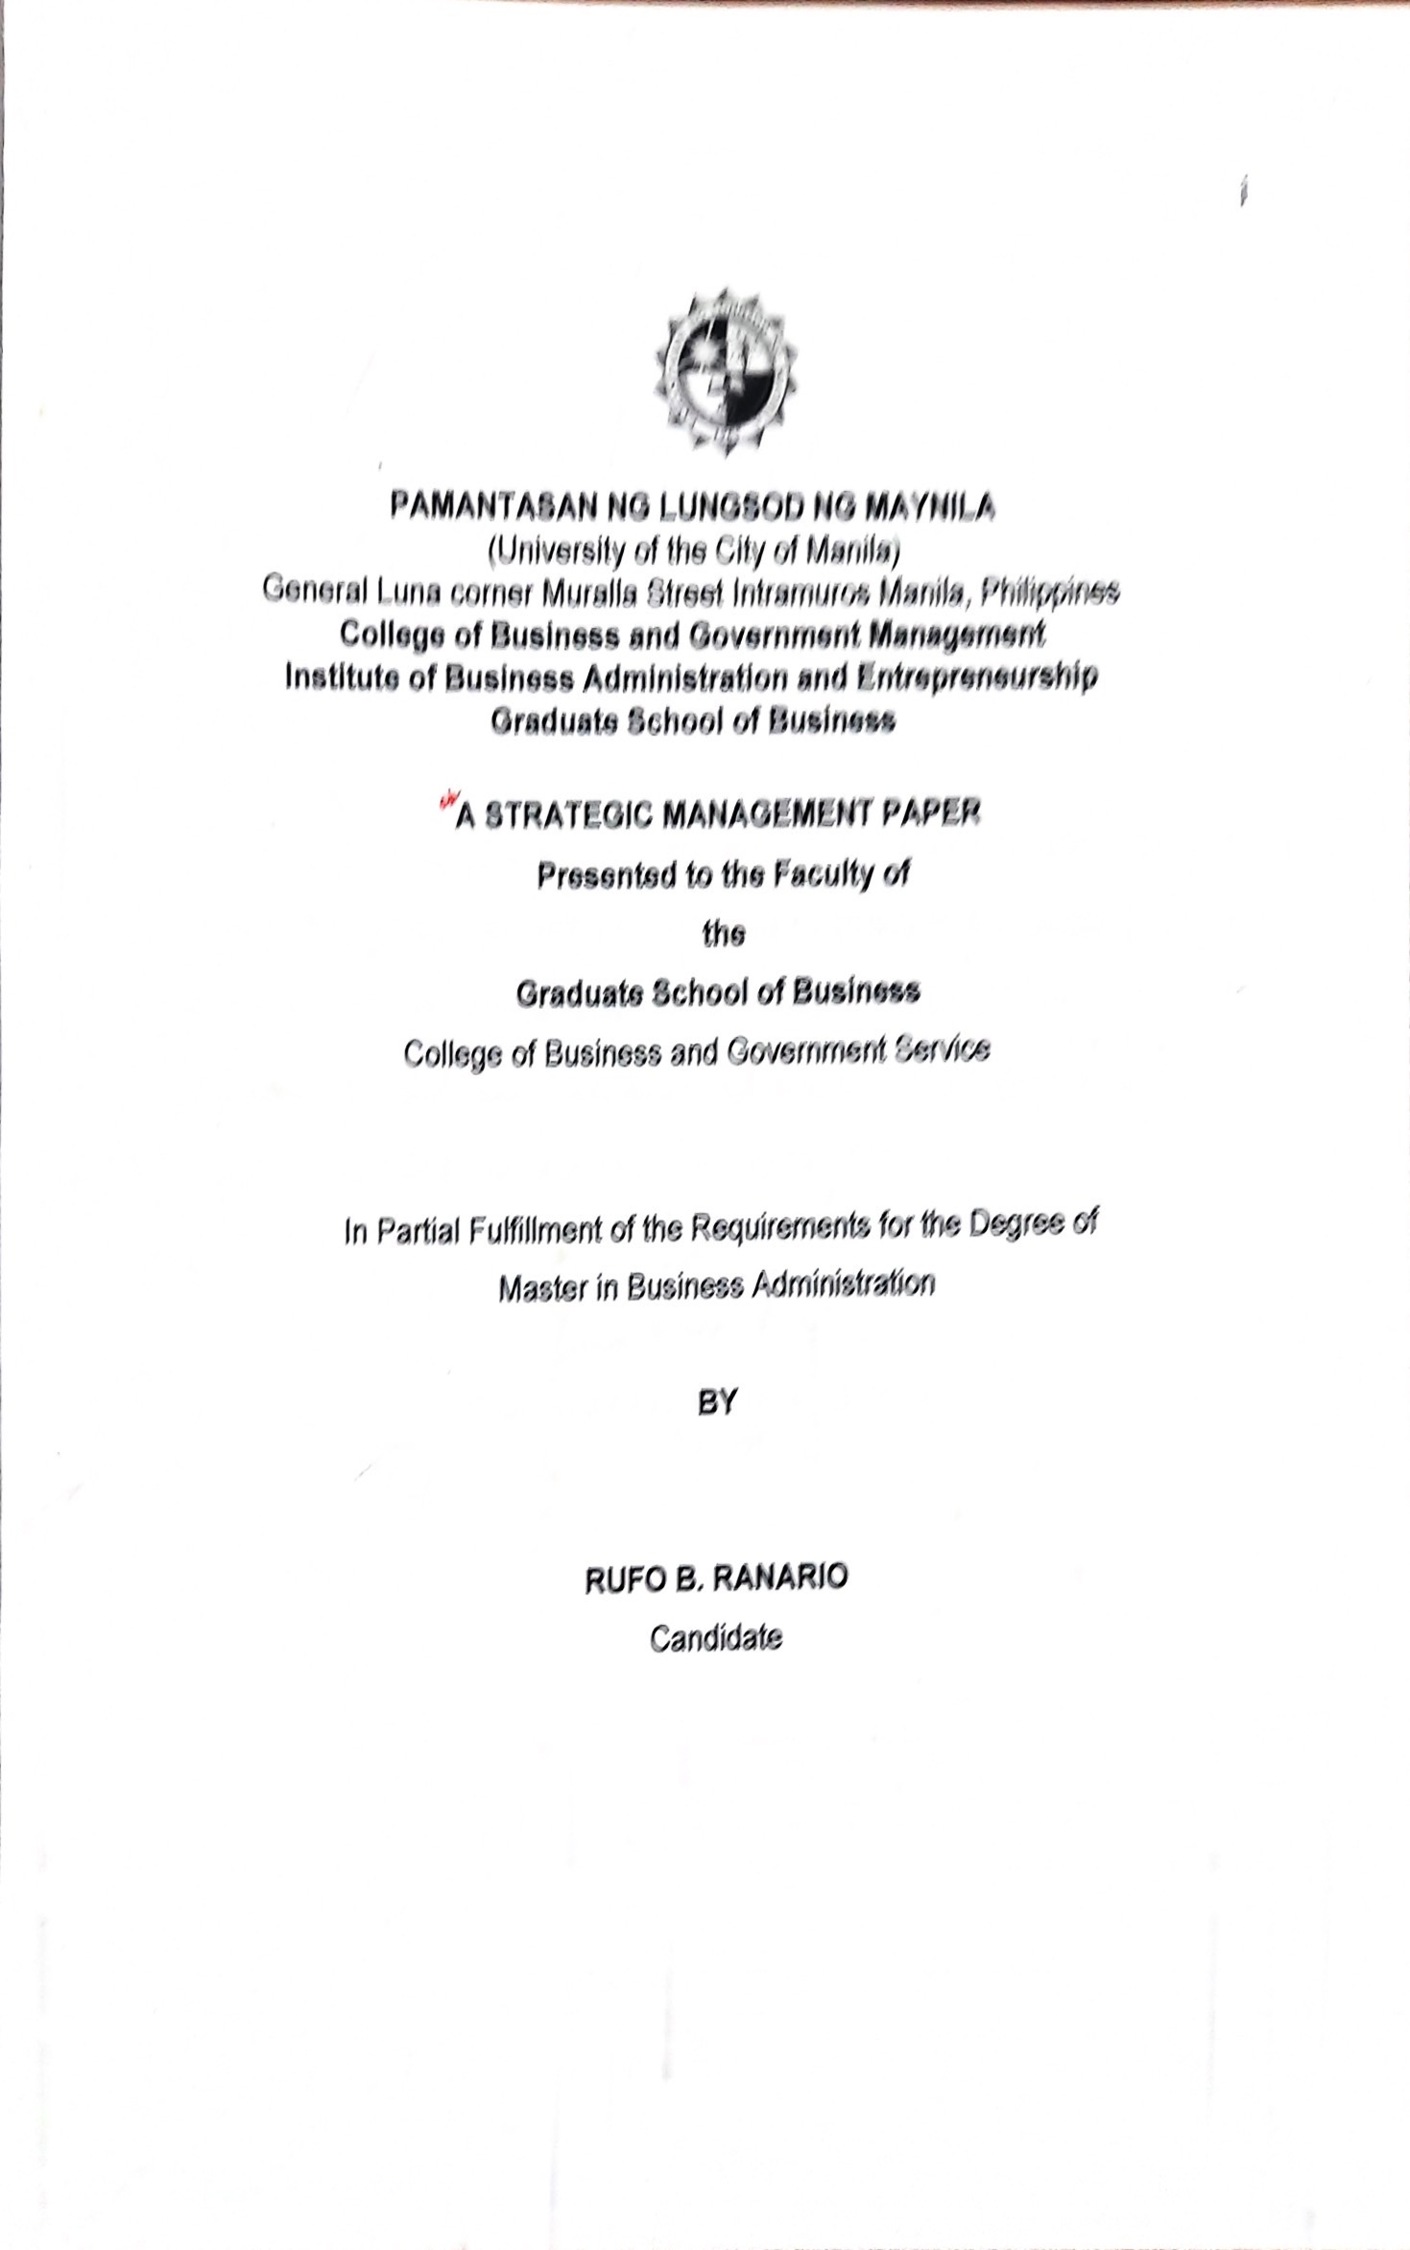 PAMANTASAN NG LUNGSOD NG MAYNILA
(University of the City of Manila)
General Luna corner Muralla Street Intramuros Manila, Philippines
College of Business and Government Management
Institute of Business Administration and Entrepreneurship
Graduate School of Business
A STRATEGIC MANAGEMENT PAPER
Presented to the Faculty of
the
Graduate School of Business
College of Business and Government Service
In Partial Fulfillment of the Requirements for the Degree of
Master in Business Administration
BY
RUFO B. RANARIO
Candidate